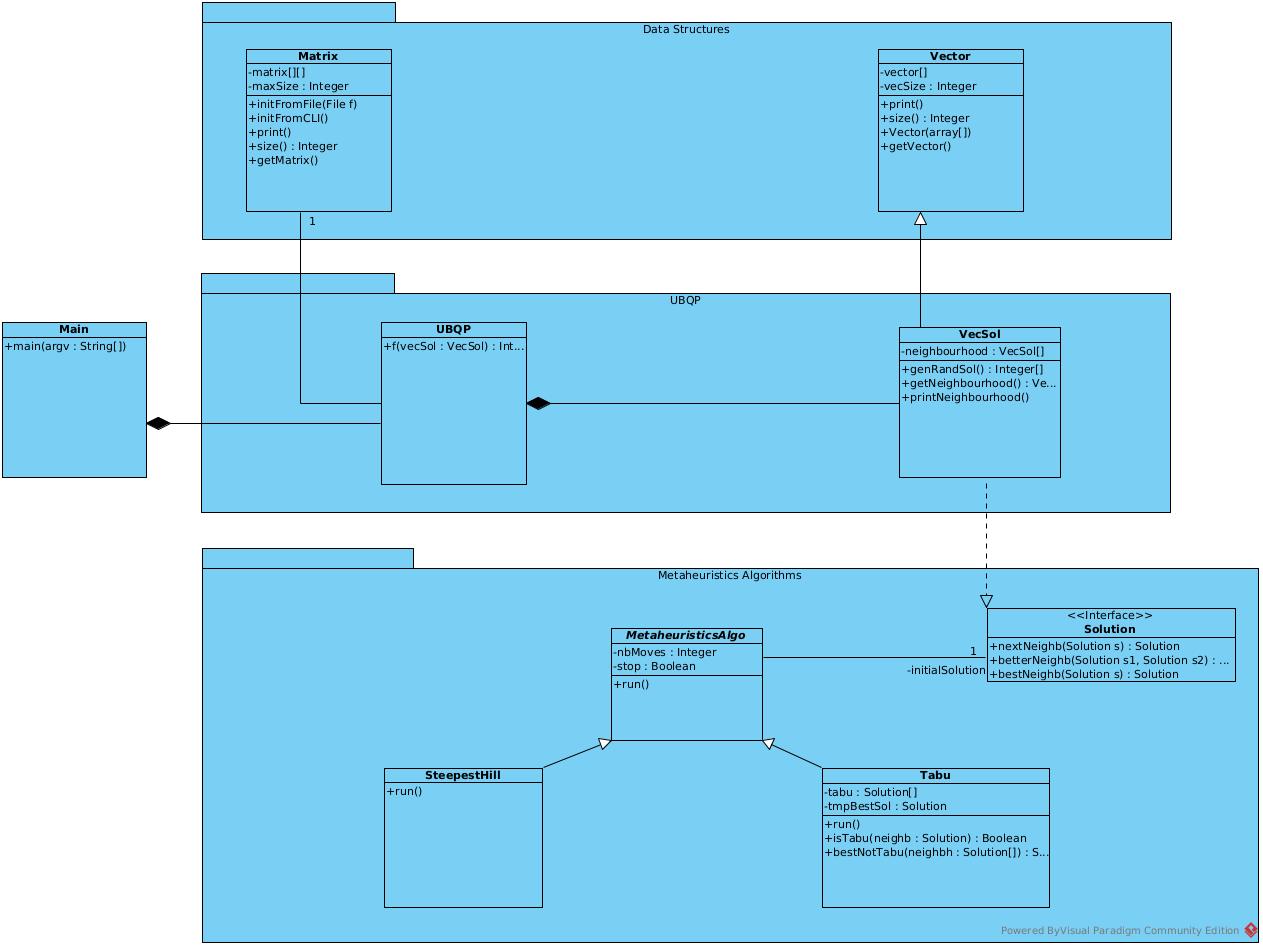 Data Structures
Matrix
-matrix[][]
-maxSize : Integer
+initFromFile(File f)
+initFromCLI()
+print()
+size() : Integer
+getMatrix()
Vector
-vector[]
-vecSize : Integer
+print()
+size() : Integer
+Vector(array[])
+getVector()
1
UBQP
Main
+main(argv : String[])
UBQP
+f(vecSol : VecSol) : Int...
VecSol
-neighbourhood : VecSol[]
+genRandSol() : Integer[]
+getNeighbourhood() : Ve...
+printNeighbourhood()
Metaheuristics Algorithms
MetaheuristicsAlgo
-nbMoves : Integer
-stop : Boolean
+run()
1
-initialSolution
<<Interface>>
Solution
+nextNeighb(Solution s) : Solution
+betterNeighb(Solution s1, Solution s2) : ...
+bestNeighb(Solution s) : Solution
SteepestHill
+run()
Tabu
-tabu : Solution[]
-tmpBestSol : Solution
+run()
+isTabu(neighb : Solution) : Boolean
+bestNotTabu(neighbh : Solution[]) : S...
Powered ByVisual Paradigm Community Edition